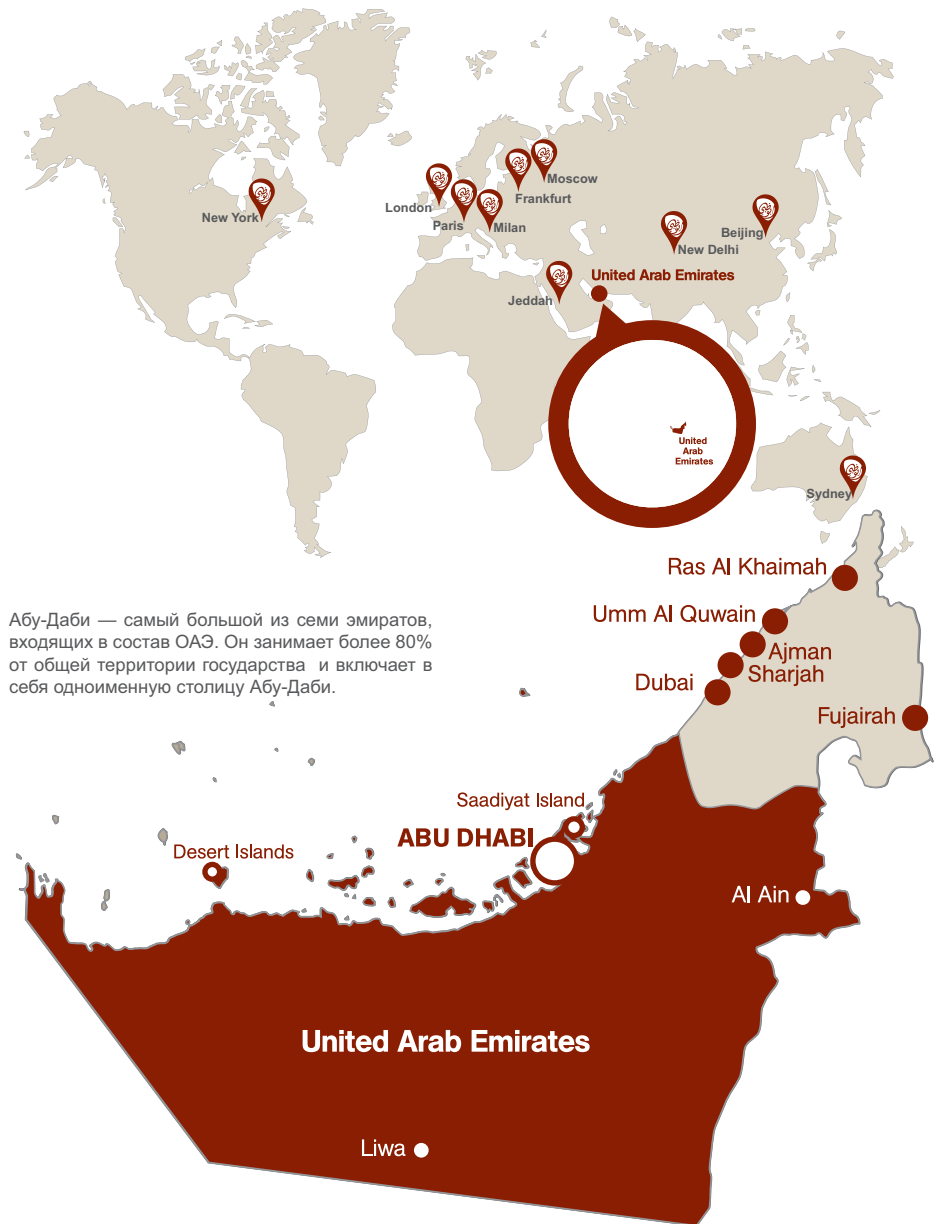 Moscow
Frankfurt
London
New York
Paris
Milan
Beijing
New Delhi
United Arab Emirates
Jeddah
United
Arab
Emirates
Sydney
Ras Al Khaimah
Umm Al Quwain
Ajman
Sharjah
Dubai
Fujairah
Абу-Даби — самый большой из семи эмиратов,
входящих в состав ОАЭ. Он занимает более 80%
от общей территории государства и включает в
себя одноименную столицу Абу-Даби.
Saadiyat Island
ABU DHABI
Desert Islands
Al Ain
United Arab Emirates
Liwa